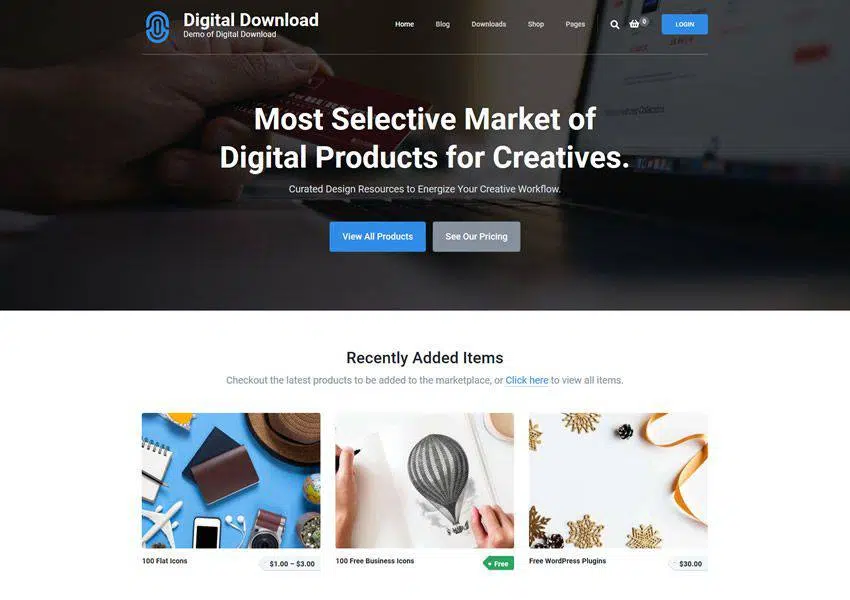 Digital Download
Demo of Digital Download
Home Blog Downloads Shop Pages 0 LOGIN
Most Selective Market of
Digital Products for Creatives.
Curated Design Resources to Energize Your Creative Workflow.
View All Products See Our Pricing
Recently Added Items
Checkout the latest products to be added to the marketplace, or Click here to view all items.
100 Flat Icons $1.00 – $3.00
100 Free Business Icons Free
Free WordPress Plugins $30.00